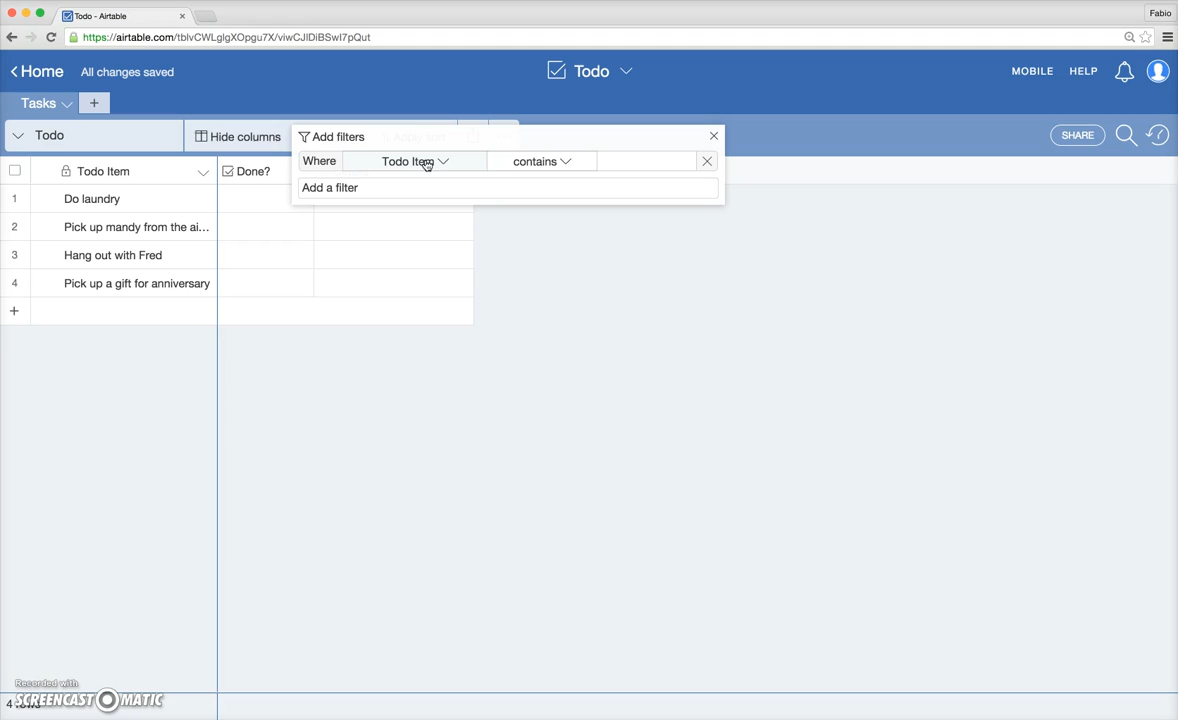 Todo - Airtable
Fabio
https://airtable.com/tblvCWLglgXOpgu7X/viwCJIDiBSwI7pQut
Home
All changes saved
Todo
MOBILE
HELP
Tasks
+
Todo
Hide columns
Add filters
SHARE
Where
Todo Item
contains
Add a filter
Todo Item
Done?
1 Do laundry
2 Pick up mandy from the ai...
3 Hang out with Fred
4 Pick up a gift for anniversary
+
Recorded with
SCREENCAST-O-MATIC
4 rows